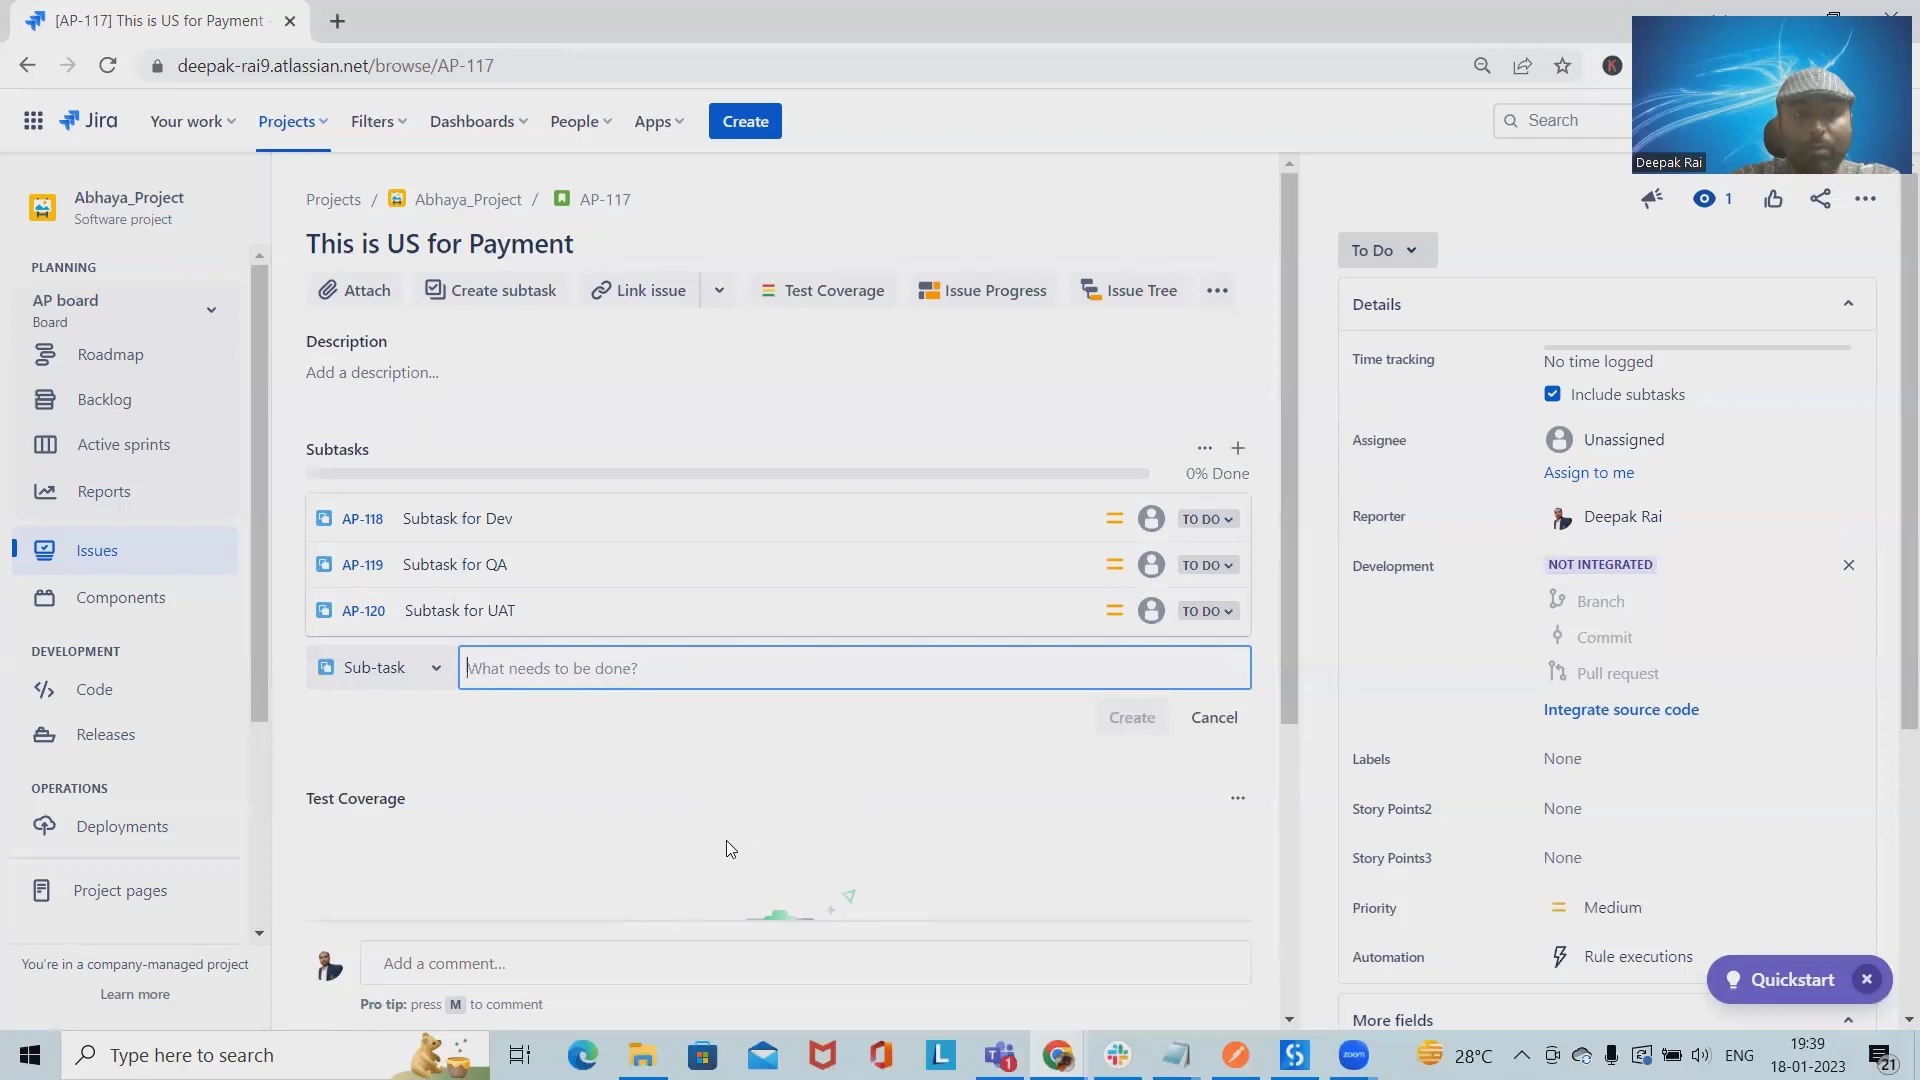 [AP-117] This is US for Payment -
deepak-rai9.atlassian.net/browse/AP-117
K
Jira
Your work
Projects
Filters
Dashboards
People
Apps
Create
Search
Deepak Rai
Abhaya_Project
Software project
Projects / Abhaya_Project / AP-117
This is US for Payment
1
Attach
Create subtask
Link issue
Test Coverage
Issue Progress
Issue Tree
To Do
PLANNING
AP board
Board
Roadmap
Backlog
Active sprints
Reports
Issues
Components
DEVELOPMENT
Code
Releases
OPERATIONS
Deployments
Project pages
You're in a company-managed project
Learn more
Description
Add a description...
Subtasks
0% Done
AP-118 Subtask for Dev TO DO
AP-119 Subtask for QA TO DO
AP-120 Subtask for UAT TO DO
Sub-task
What needs to be done?
Create
Cancel
Test Coverage
Add a comment...
Pro tip: press M to comment
Details
Time tracking
No time logged
Include subtasks
Assignee
Unassigned
Assign to me
Reporter
Deepak Rai
Development
NOT INTEGRATED
Branch
Commit
Pull request
Integrate source code
Labels
None
Story Points2
None
Story Points3
None
Priority
Medium
Automation
Rule executions
Quickstart
More fields
Type here to search
L
1
zoom
28°C
ENG
19:39
18-01-2023
21